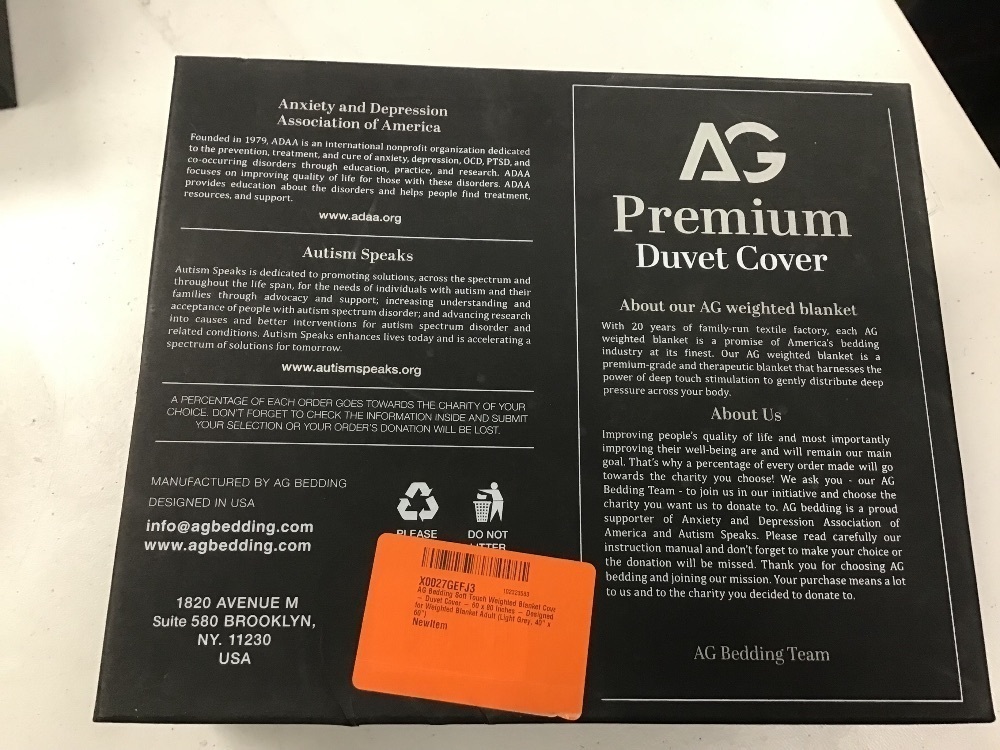 Anxiety and Depression
Association of America
Founded in 1979, ADAA is an international nonprofit organization dedicated
to the prevention, treatment, and cure of anxiety, depression, OCD, PTSD, and
co-occurring disorders through education, practice, and research. ADAA
focuses on improving quality of life for those with these disorders. ADAA
provides education about the disorders and helps people find treatment,
resources, and support.
www.adaa.org
Autism Speaks
Autism Speaks is dedicated to promoting solutions, across the spectrum and
throughout the life span, for the needs of individuals with autism and their
families through advocacy and support; increasing understanding and
acceptance of people with autism spectrum disorder; and advancing research
into causes and better interventions for autism spectrum disorder and
related conditions. Autism Speaks enhances lives today and is accelerating a
spectrum of solutions for tomorrow.
www.autismspeaks.org
A PERCENTAGE OF EACH ORDER GOES TOWARDS THE CHARITY OF YOUR
CHOICE. DON'T FORGET TO CHECK THE INFORMATION INSIDE AND SUBMIT
YOUR SELECTION OR YOUR ORDER'S DONATION WILL BE LOST.
MANUFACTURED BY AG BEDDING
DESIGNED IN USA
info@agbedding.com
www.agbedding.com
PLEASE
DO NOT
LITTER
1820 AVENUE M
Suite 580 BROOKLYN,
NY. 11230
USA
X0027GEFJ3
AG Bedding Soft Touch Weighted Blanket Cover
- Duvet Cover - 60 x 80 Inches - Designed
for Weighted Blanket Adult (Light Grey, 40" x
60")
NewItem
AG
Premium
Duvet Cover
About our AG weighted blanket
With 20 years of family-run textile factory, each AG
weighted blanket is a promise of America's bedding
industry at its finest. Our AG weighted blanket is a
premium-grade and therapeutic blanket that harnesses the
power of deep touch stimulation to gently distribute deep
pressure across your body.
About Us
Improving people's quality of life and most importantly
improving their well-being are and will remain our main
goal. That's why a percentage of every order made will go
towards the charity you choose! We ask you - our AG
Bedding Team - to join us in our initiative and choose the
charity you want us to donate to. AG bedding is a proud
supporter of Anxiety and Depression Association of
America and Autism Speaks. Please read carefully our
instruction manual and don't forget to make your choice or
the donation will be missed. Thank you for choosing AG
bedding and joining our mission. Your purchase means a lot
to us and to the charity you decided to donate to.
AG Bedding Team